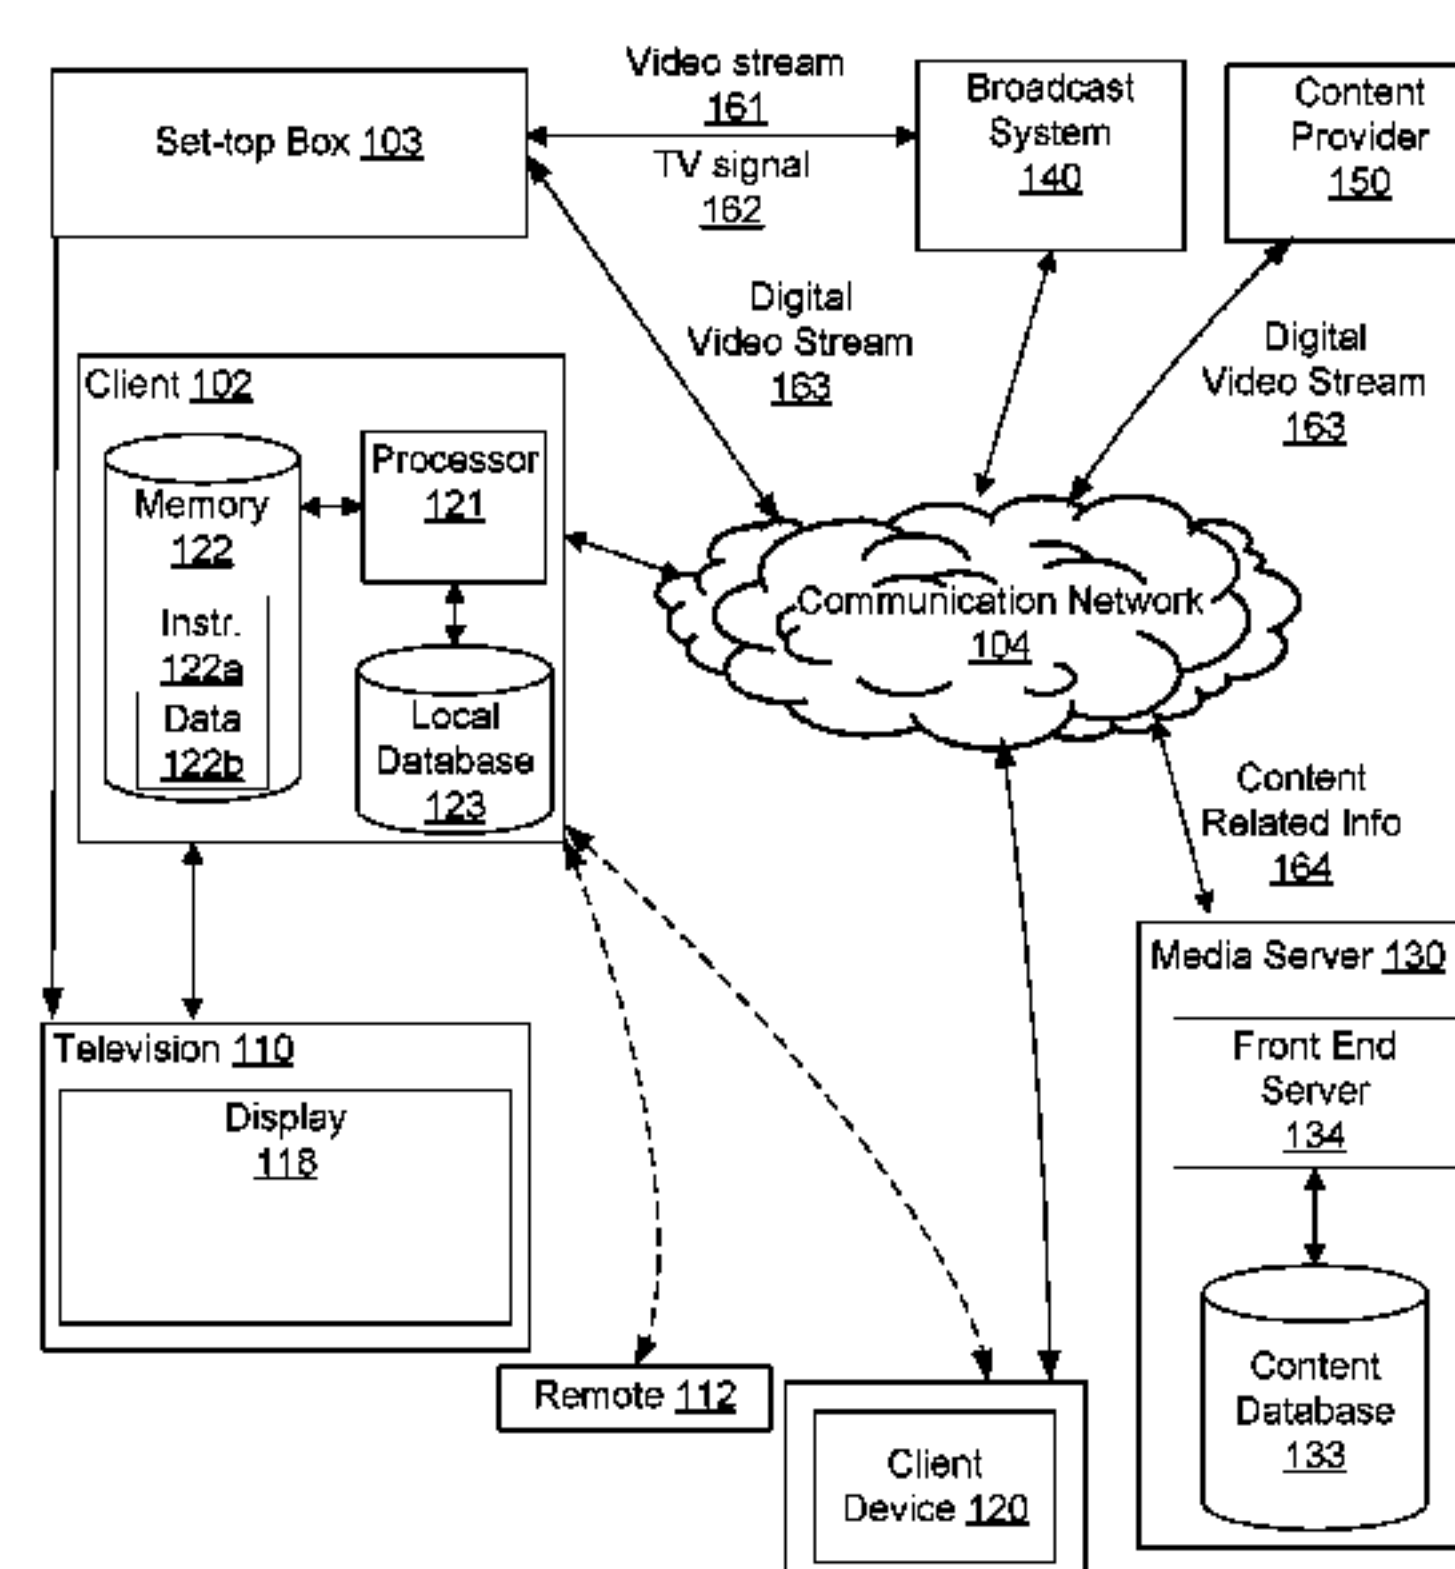 Set-top Box 103
Video stream
161
TV signal
162
Broadcast
System
140
Content
Provider
150
Digital
Video Stream
163
Digital
Video Stream
163
Client 102
Memory
122
Instr.
122a
Data
122b
Processor
121
Local
Database
123
Communication Network
104
Content
Related Info
164
Television 110
Display
118
Remote 112
Client
Device 120
Media Server 130
Front End
Server
134
Content
Database
133